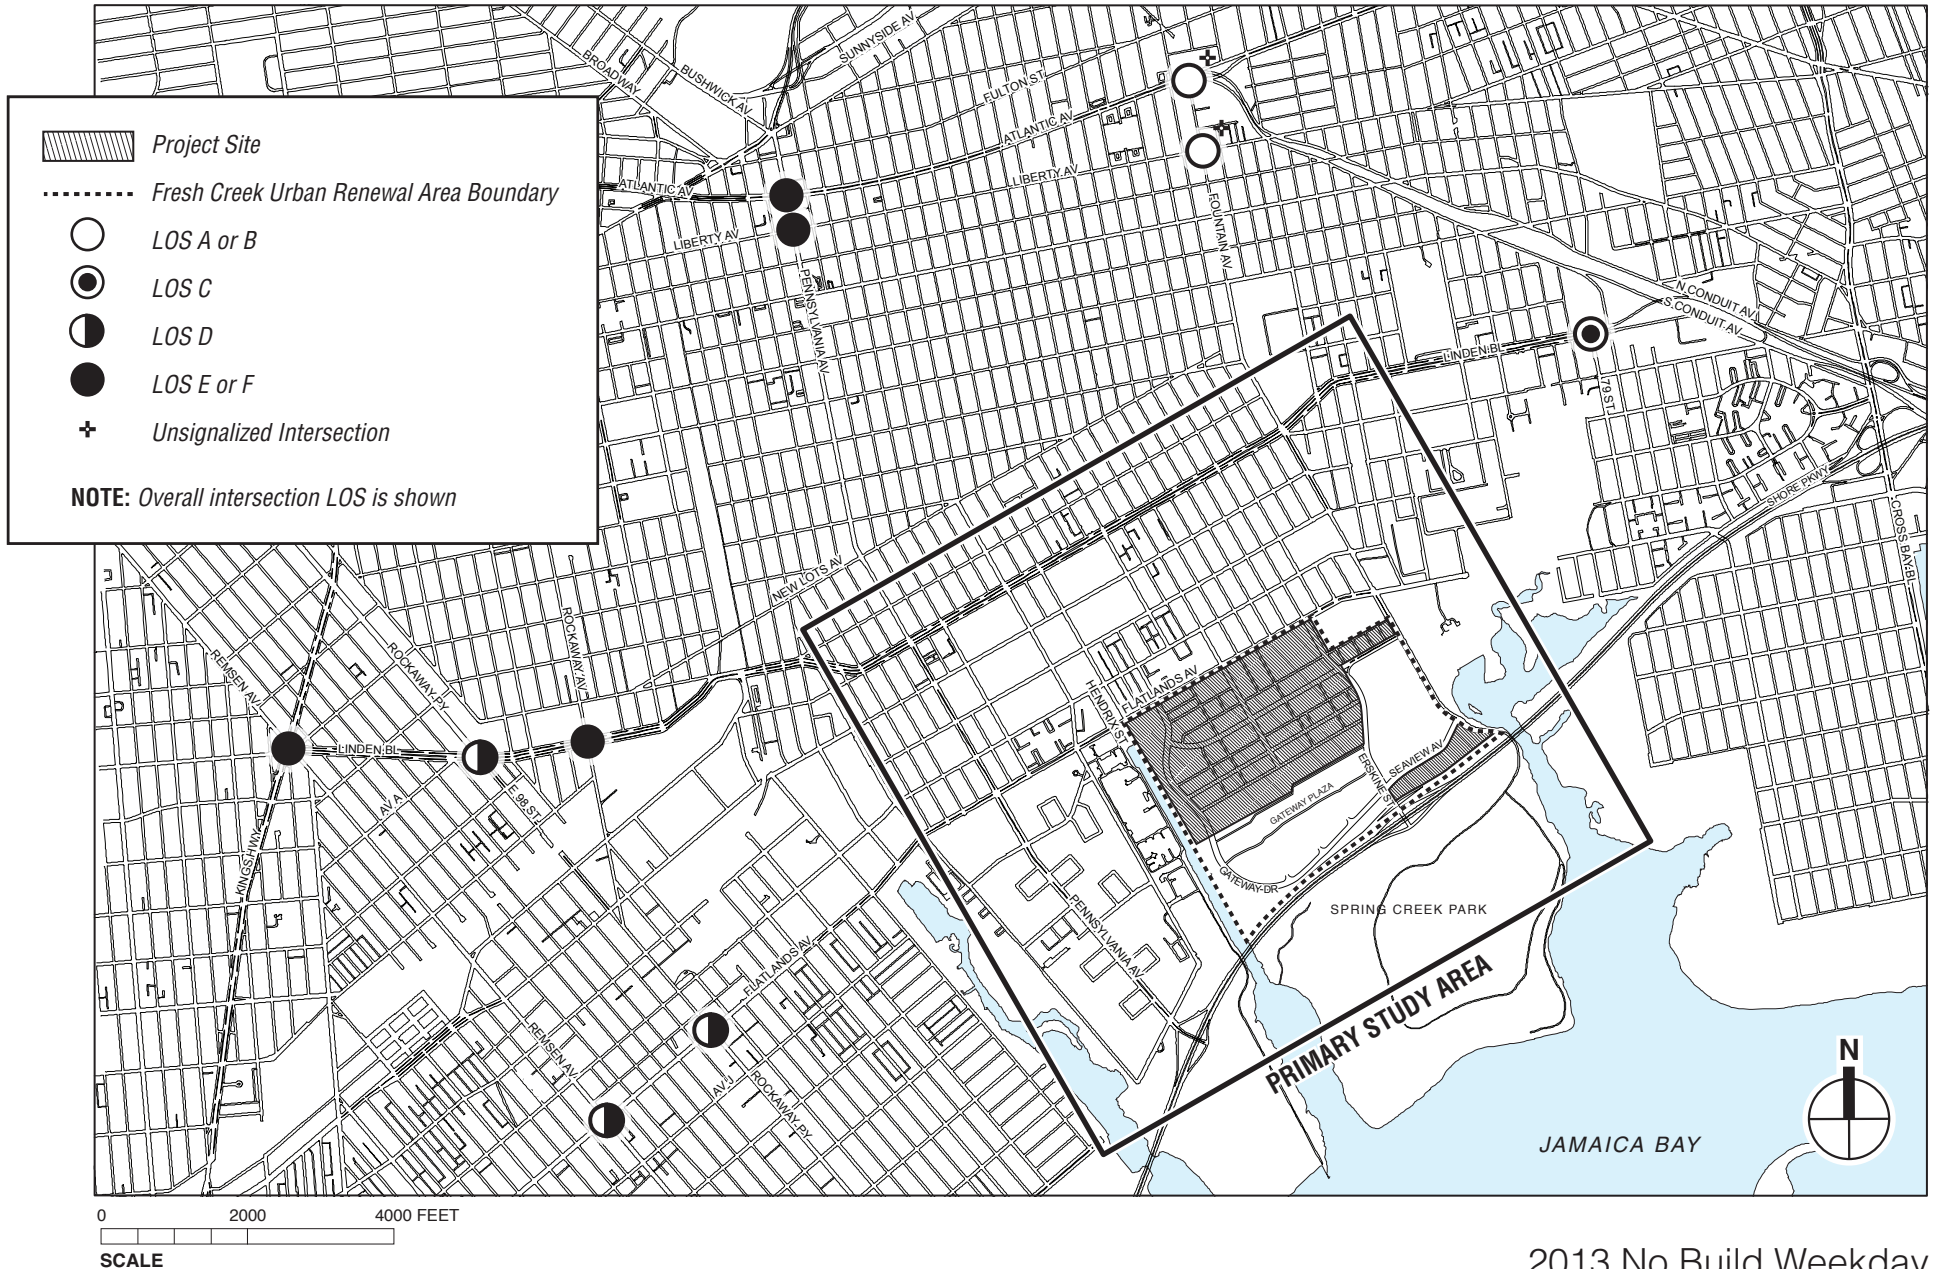 Project Site
Fresh Creek Urban Renewal Area Boundary
LOS A or B
LOS C
LOS D
LOS E or F
Unsignalized Intersection
NOTE: Overall intersection LOS is shown
SUNNYSIDE AV
BROADWAY
BUSHWICK AV
FULTON ST
ATLANTIC AV
LIBERTY AV
ATLANTIC AV
LIBERTY AV
FOUNTAIN AV
PENNSYLVANIA AV
N CONDUIT AV
S CONDUIT AV
LINDEN BL
79 ST
SHORE PKWY
CROSS BAY BL
NEW LOTS AV
ROCKAWAY AV
ROCKAWAY PY
REMSEN AV
HENDRIX ST
FLATLANDS AV
LINDEN BL
AV A
E 98 ST
KINGS HWY
SEAVIEW AV
ERSKINE ST
GATEWAY PLAZA
GATEWAY DR
SPRING CREEK PARK
PENNSYLVANIA AV
FLATLANDS AV
PRIMARY STUDY AREA
REMSEN AV
AV J
ROCKAWAY PY
JAMAICA BAY
N
0 2000 4000 FEET
SCALE
2013 No Build Weekday